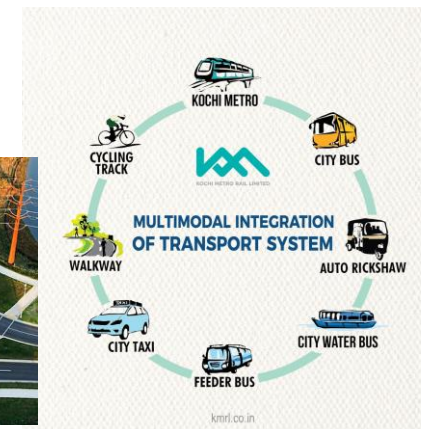 KOCHI METRO
CYCLING
TRACK
CITY BUS
KOCHI METRO RAIL LIMITED
MULTIMODAL INTEGRATION
OF TRANSPORT SYSTEM
WALKWAY
AUTO RICKSHAW
CITY TAXI
CITY WATER BUS
FEEDER BUS
kmrl.co.in